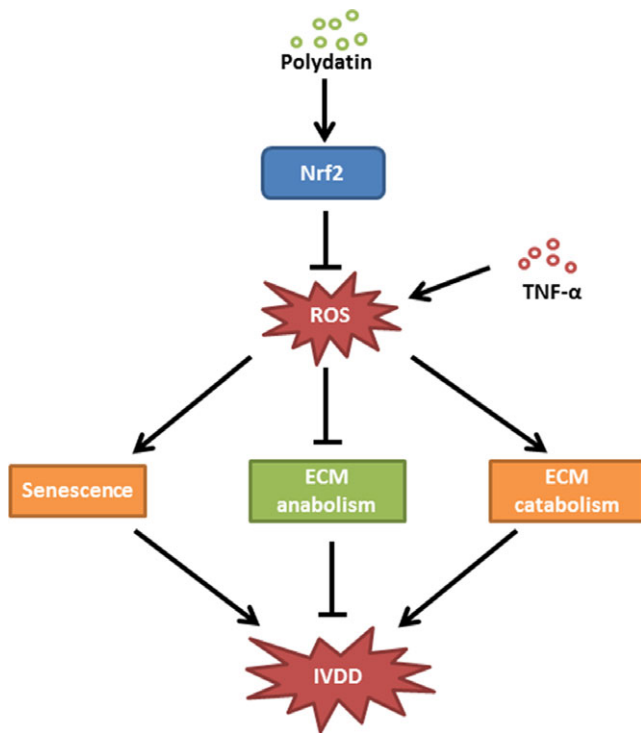 Polydatin
Nrf2
TNF-α
ROS
Senescence
ECM
anabolism
ECM
catabolism
IVDD